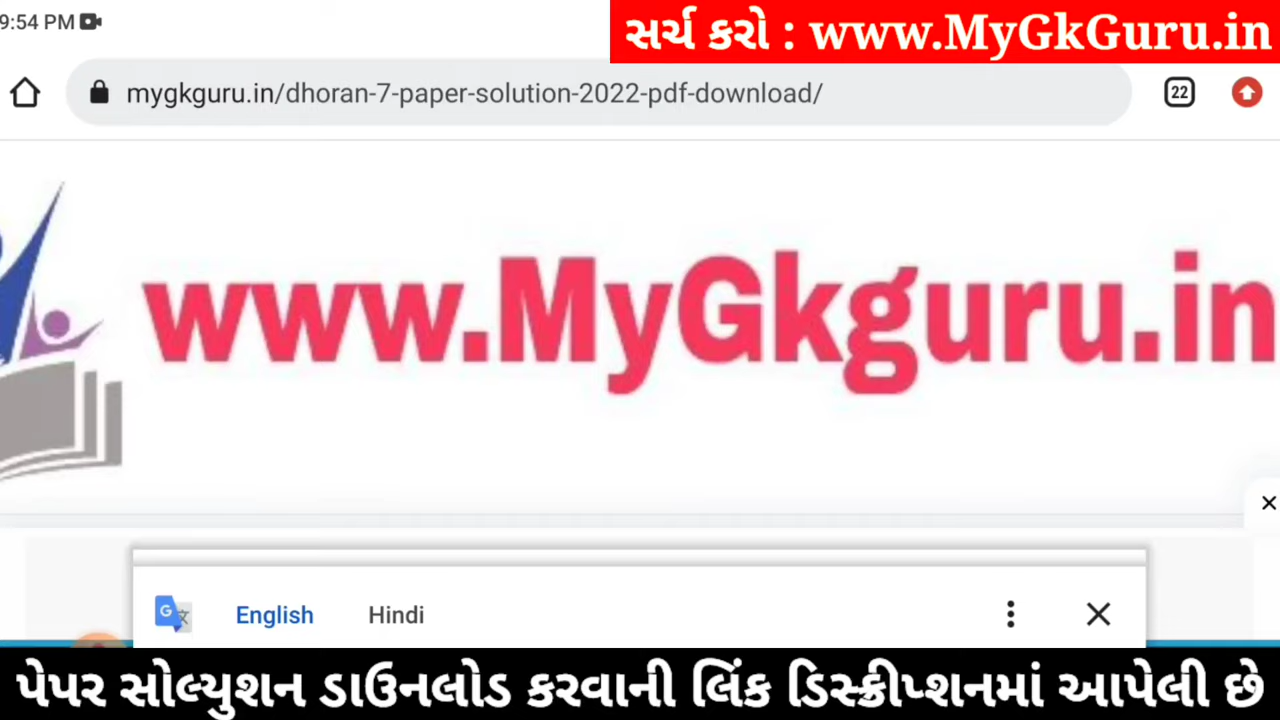 9:54 PM
સર્ચ કરો : www.MyGkGuru.in
mygkguru.in/dhoran-7-paper-solution-2022-pdf-download/
22
www.MyGkguru.in
English Hindi
પેપર સોલ્યુશન ડાઉનલોડ કરવાની લિંક ડિસ્ક્રીપ્શનમાં આપેલી છે